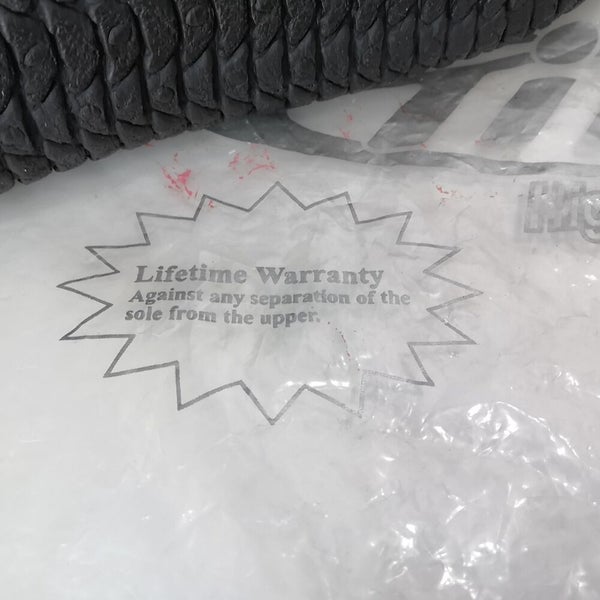 Lifetime Warranty
Against any separation of the
sole from the upper.